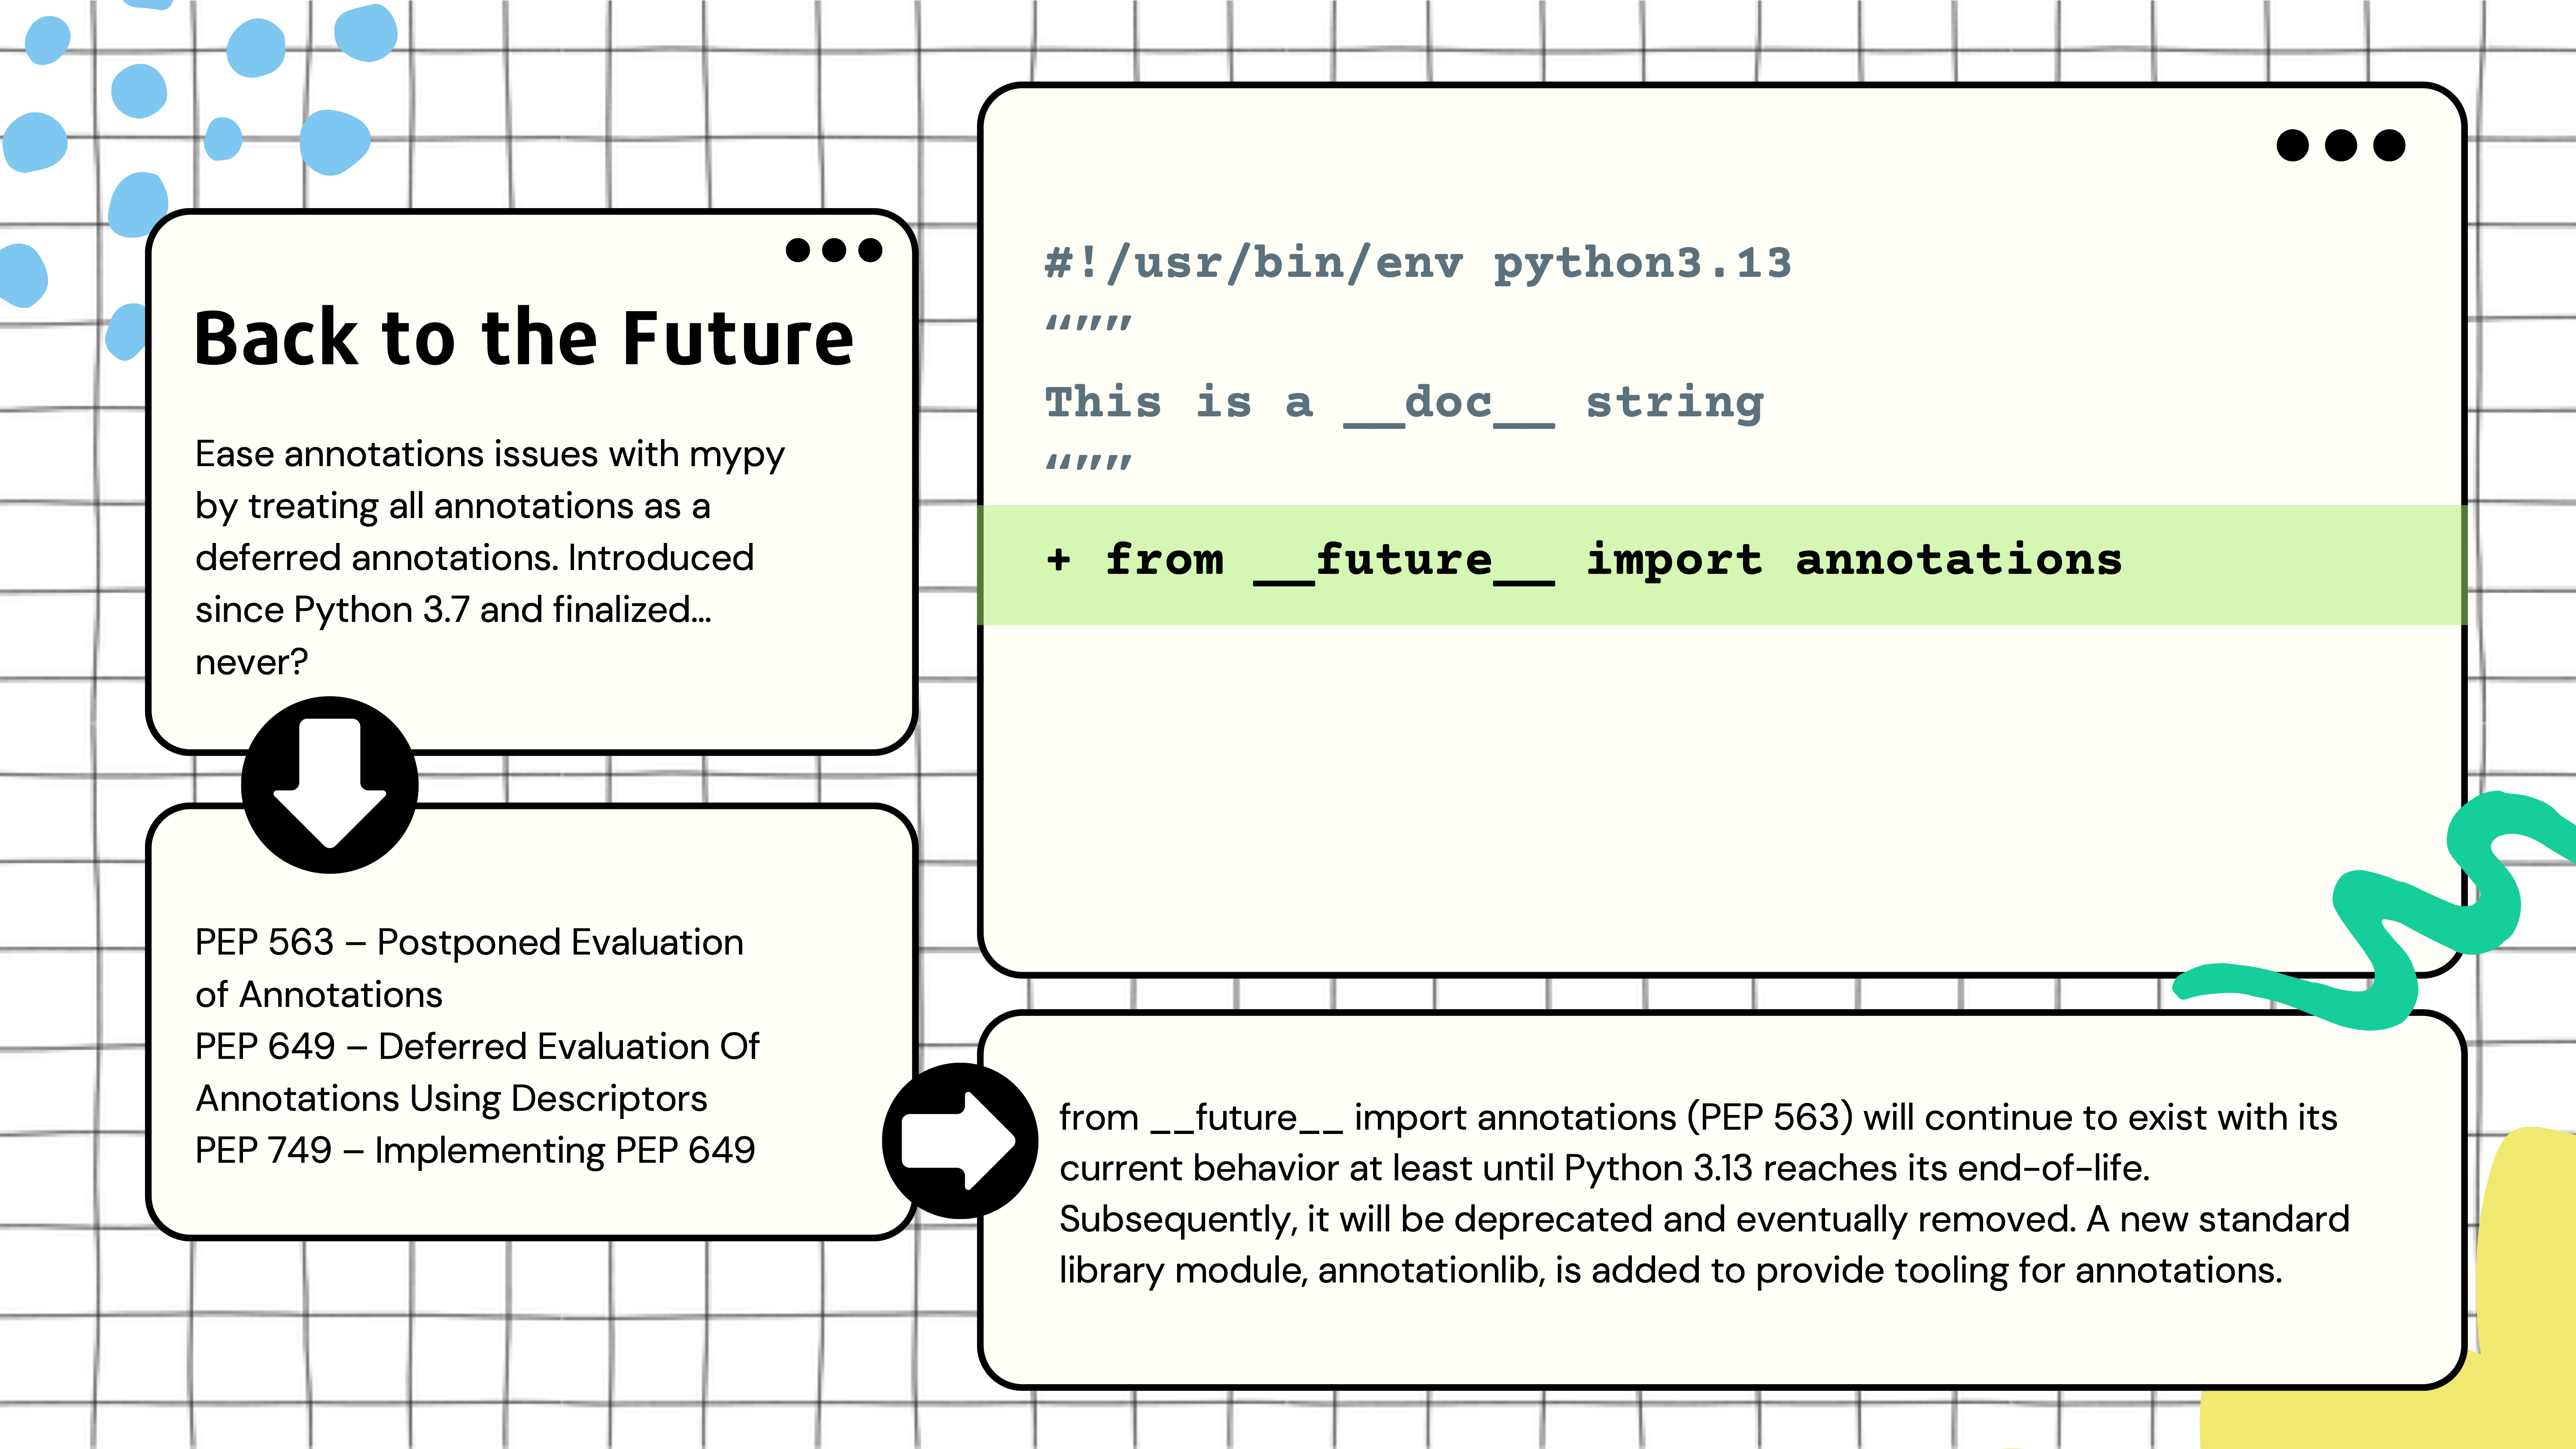 Back to the Future
Ease annotations issues with mypy
by treating all annotations as a
deferred annotations. Introduced
since Python 3.7 and finalized...
never?
PEP 563 – Postponed Evaluation
of Annotations
PEP 649 – Deferred Evaluation Of
Annotations Using Descriptors
PEP 749 – Implementing PEP 649
#!/usr/bin/env python3.13
“””
This is a __doc__ string
“””
+ from __future__ import annotations
from __future__ import annotations (PEP 563) will continue to exist with its
current behavior at least until Python 3.13 reaches its end-of-life.
Subsequently, it will be deprecated and eventually removed. A new standard
library module, annotationlib, is added to provide tooling for annotations.